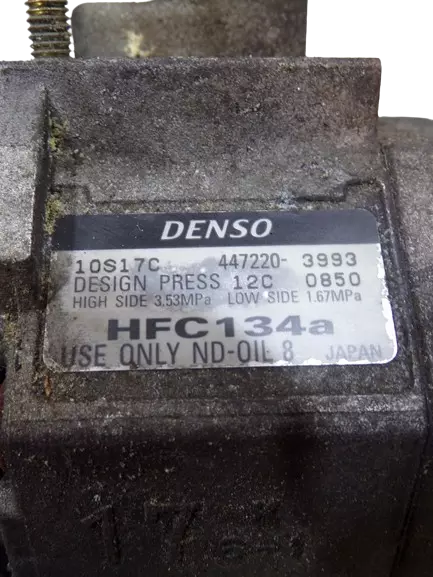 DENSO
10S17C 447220- 3993
DESIGN PRESS 12C 0850
HIGH SIDE 3.53MPa LOW SIDE 1.67MPa
HFC134a
USE ONLY ND-OIL 8 JAPAN
17